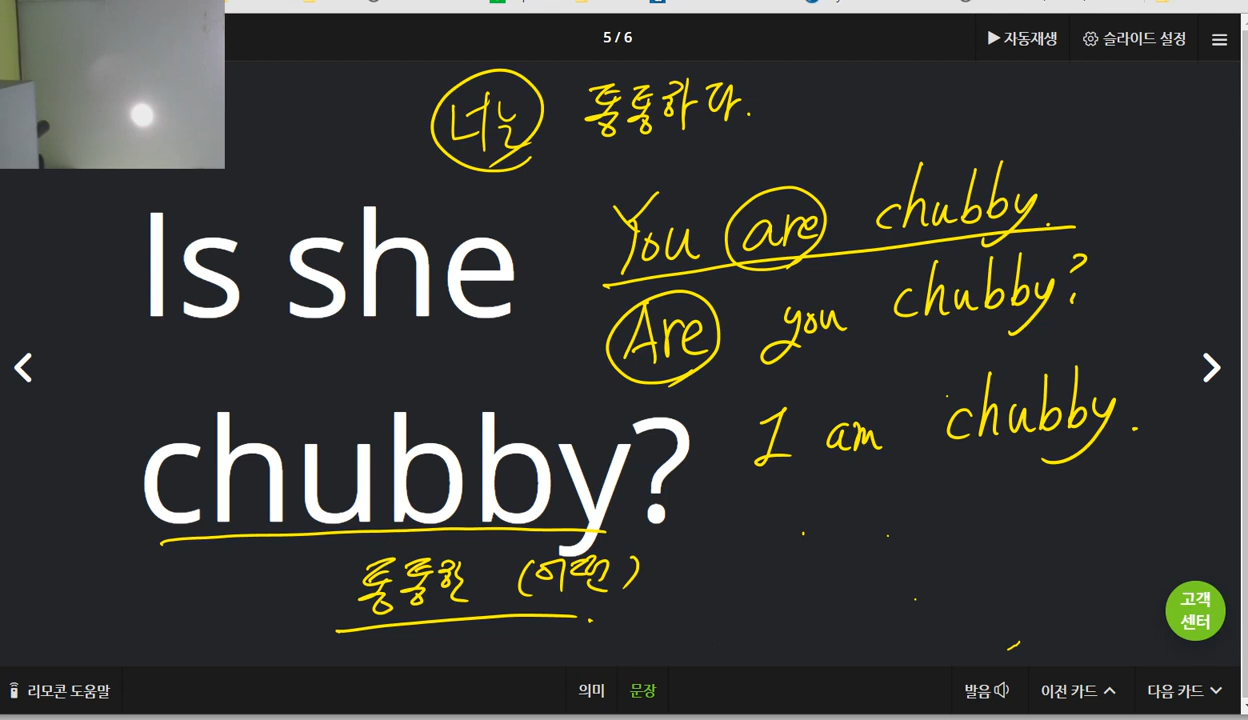 5 / 6
자동재생
슬라이드 설정
너는 통통하다.
Is she
chubby?
You are chubby.
Are you chubby?
I am chubby.
통통한 (어떤)
고객
센터
리모콘 도움말
의미
문장
발음
이전 카드
다음 카드